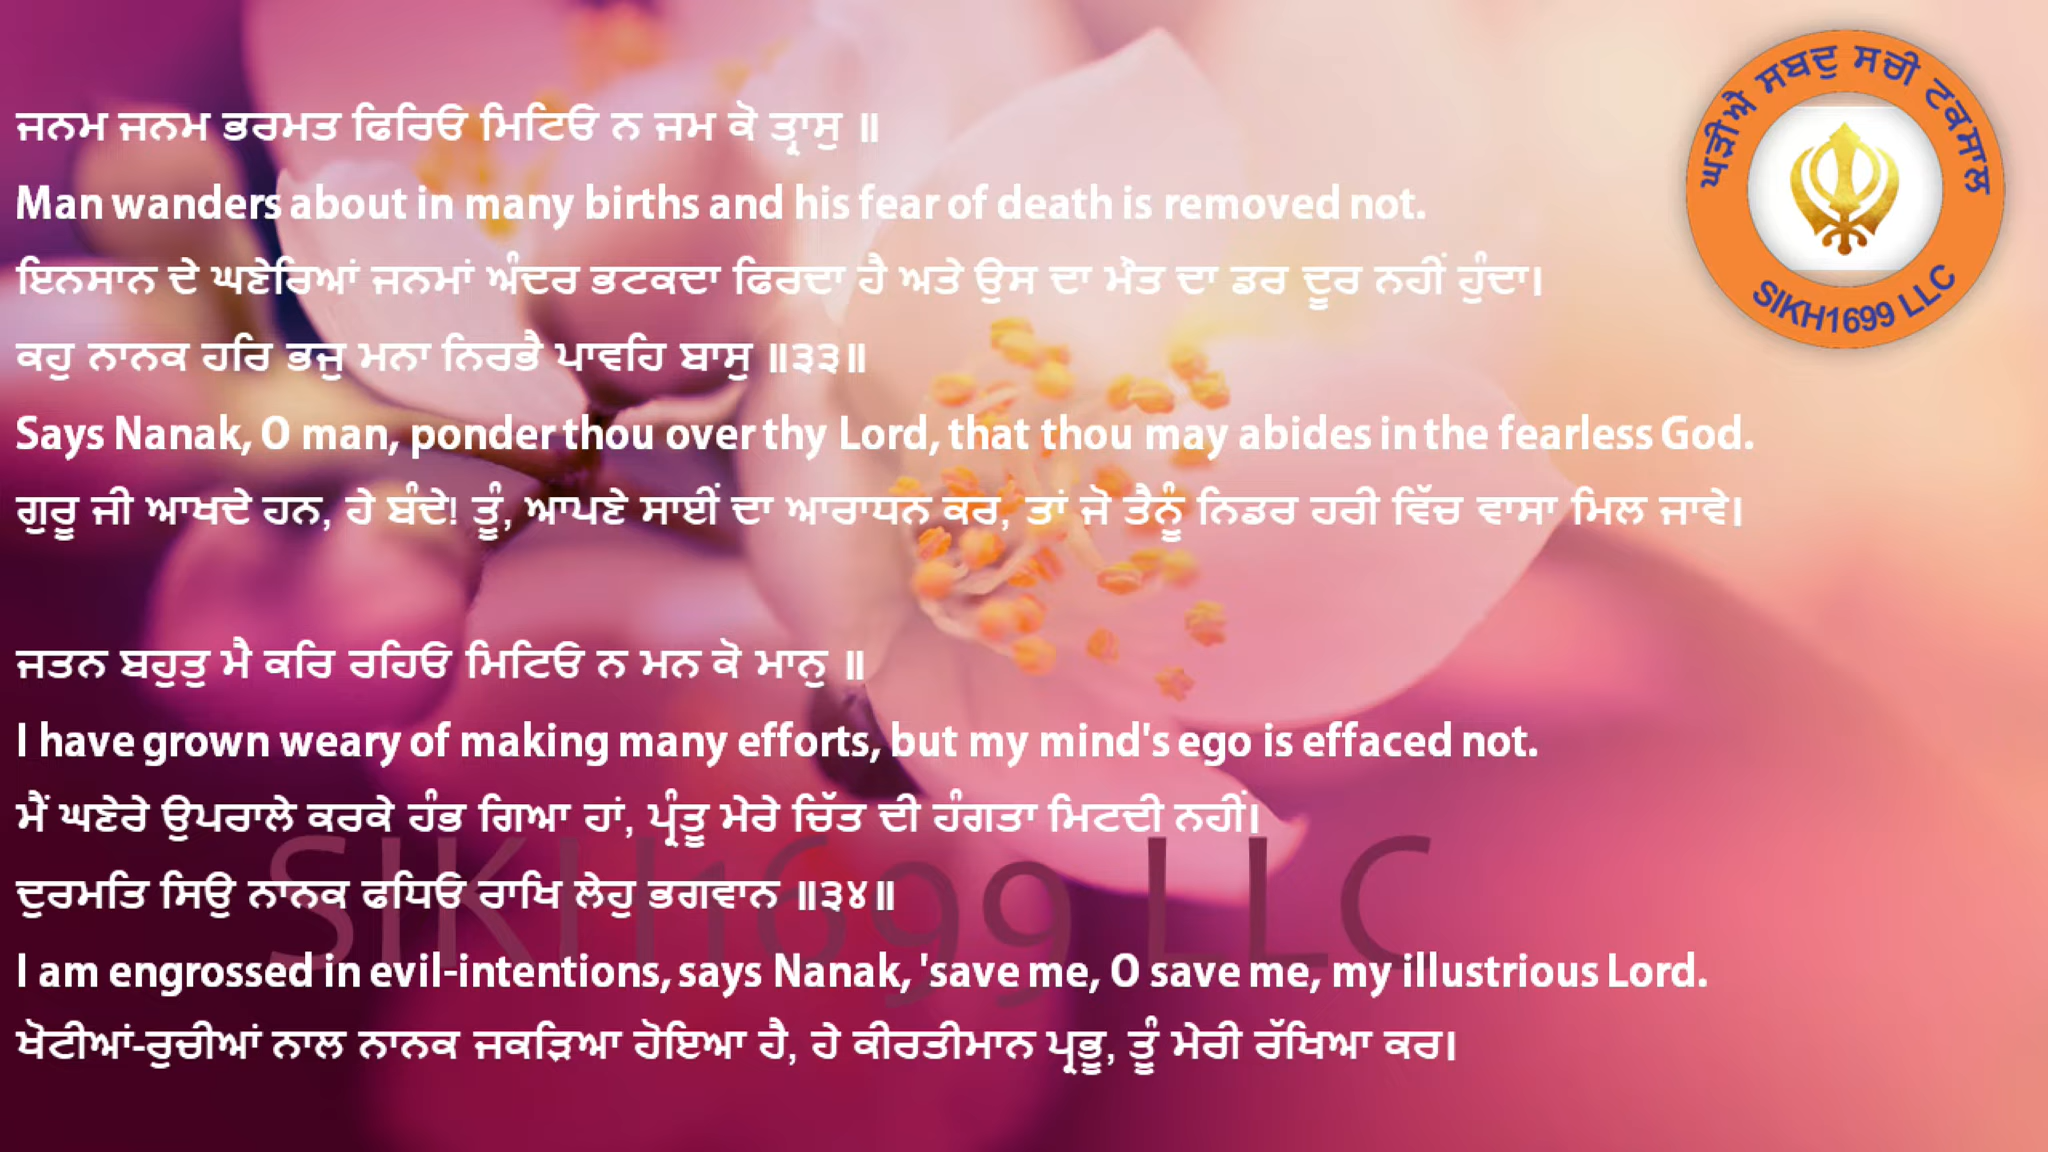 ਜਨਮ ਜਨਮ ਭਰਮਤ ਫਿਰਿਓ ਮਿਟਿਓ ਨ ਜਮ ਕੋ ਤ੍ਰਾਸੁ ॥
Man wanders about in many births and his fear of death is removed not.
ਇਨਸਾਨ ਦੇ ਘਣੇਰਿਆਂ ਜਨਮਾਂ ਅੰਦਰ ਭਟਕਦਾ ਫਿਰਦਾ ਹੈ ਅਤੇ ਉਸ ਦਾ ਮੌਤ ਦਾ ਡਰ ਦੂਰ ਨਹੀਂ ਹੁੰਦਾ।
ਕਹੁ ਨਾਨਕ ਹਰਿ ਭਜੁ ਮਨਾ ਨਿਰਭੈ ਪਾਵਹਿ ਬਾਸੁ ॥੩੩॥
Says Nanak, O man, ponder thou over thy Lord, that thou may abides in the fearless God.
ਗੁਰੂ ਜੀ ਆਖਦੇ ਹਨ, ਹੇ ਬੰਦੇ! ਤੂੰ, ਆਪਣੇ ਸਾਈਂ ਦਾ ਆਰਾਧਨ ਕਰ, ਤਾਂ ਜੋ ਤੈਨੂੰ ਨਿਡਰ ਹਰੀ ਵਿੱਚ ਵਾਸਾ ਮਿਲ ਜਾਵੇ।
ਜਤਨ ਬਹੁਤੁ ਮੈ ਕਰਿ ਰਹਿਓ ਮਿਟਿਓ ਨ ਮਨ ਕੋ ਮਾਨੁ ॥
I have grown weary of making many efforts, but my mind's ego is effaced not.
ਮੈਂ ਘਣੇਰੇ ਉਪਰਾਲੇ ਕਰਕੇ ਹੰਭ ਗਿਆ ਹਾਂ, ਪ੍ਰੰਤੂ ਮੇਰੇ ਚਿੱਤ ਦੀ ਹੰਗਤਾ ਮਿਟਦੀ ਨਹੀਂ।
ਦੁਰਮਤਿ ਸਿਉ ਨਾਨਕ ਫਧਿਓ ਰਾਖਿ ਲੇਹੁ ਭਗਵਾਨ ॥੩੪॥
I am engrossed in evil-intentions, says Nanak, 'save me, O save me, my illustrious Lord.
ਖੋਟੀਆਂ-ਰੁਚੀਆਂ ਨਾਲ ਨਾਨਕ ਜਕੜਿਆ ਹੋਇਆ ਹੈ, ਹੇ ਕੀਰਤੀਮਾਨ ਪ੍ਰਭੂ, ਤੂੰ ਮੇਰੀ ਰੱਖਿਆ ਕਰ।
ਘੜੀਐ ਸਬਦੁ ਸਚੀ ਟਕਸਾਲ
SIKH1699 LLC
SIKH1699 LLC